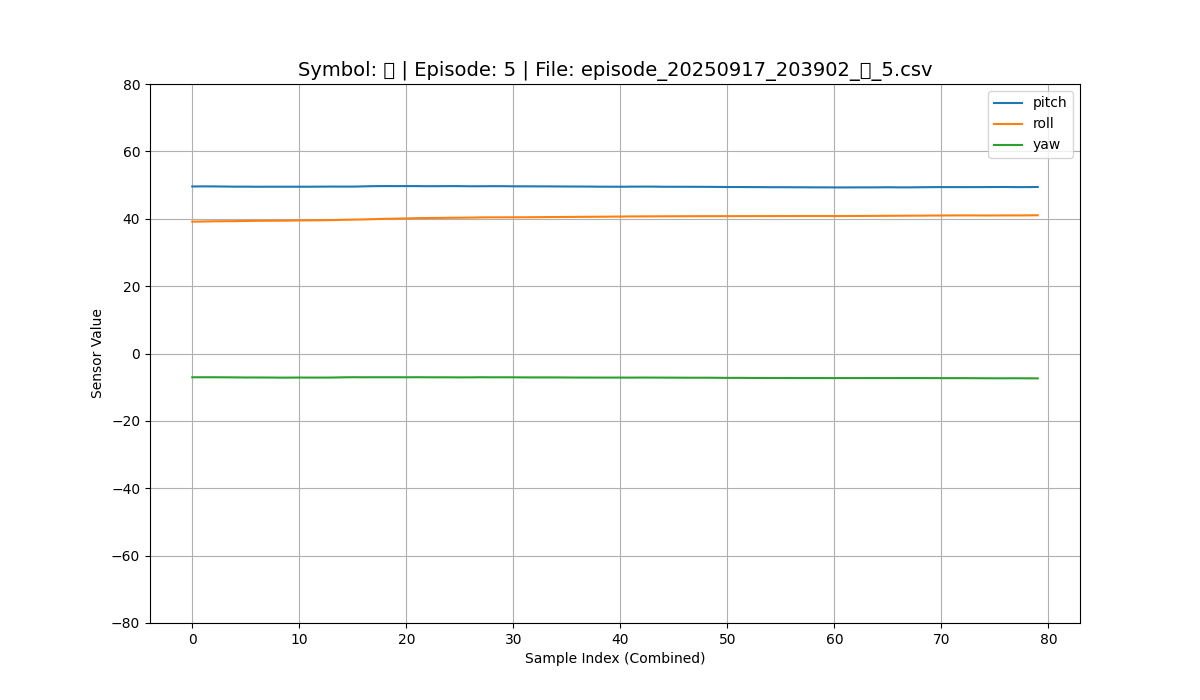 Symbol: ▯ | Episode: 5 | File: episode_20250917_203902_▯_5.csv
80
60
40
20
0
−20
−40
−60
−80
Sensor Value
pitch
roll
yaw
0 10 20 30 40 50 60 70 80
Sample Index (Combined)